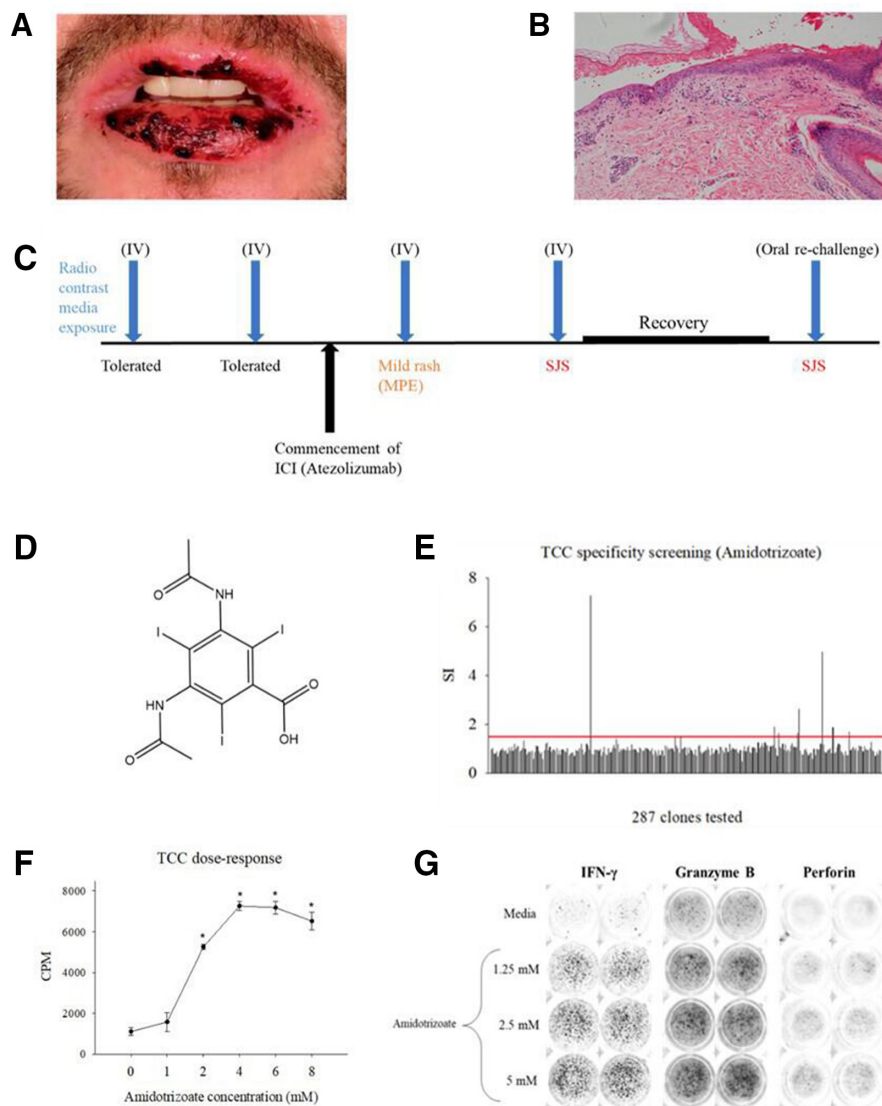 A
B
C
(IV)
(IV)
(IV)
(IV)
(Oral re-challenge)
Radio
contrast
media
exposure
Recovery
Tolerated
Tolerated
Mild rash
(MPE)
SJS
SJS
Commencement of
ICI (Atezolizumab)
D
O
NH
I
I
O
HN
I
OH
O
E
TCC specificity screening (Amidotrizoate)
8
6
4
2
0
SI
287 clones tested
F
TCC dose-response
8000
6000
4000
2000
0
CPM
* * * *
0 1 2 4 6 8
Amidotrizoate concentration (mM)
G
IFN-γ Granzyme B Perforin
Media
1.25 mM
Amidotrizoate
2.5 mM
5 mM